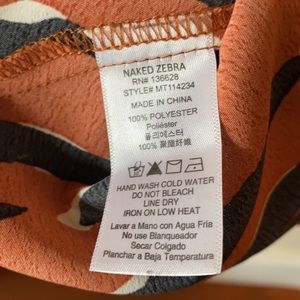 NAKED ZEBRA
RN# 136628
STYLE# MT114234
MADE IN CHINA
100% POLYESTER
Poliéster
폴리에스터
100% 聚酯纤维
HAND WASH COLD WATER
DO NOT BLEACH
LINE DRY
IRON ON LOW HEAT
Lavar a Mano con Agua Fria
No use Blanqueador
Secar Colgado
Planchar a Baja Temperatura